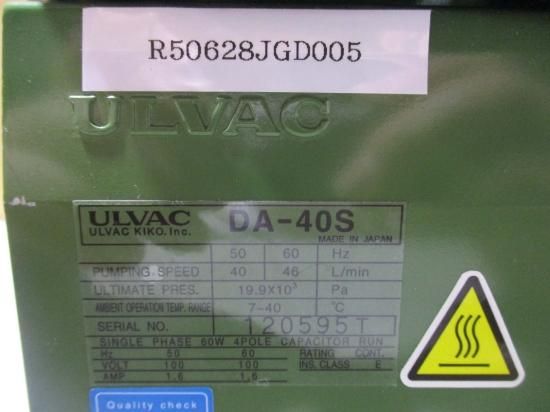 R50628JGD005
ULVAC
ULVAC DA-40S
ULVAC KIKO. Inc. MADE IN JAPAN
50 60 Hz
PUMPING SPEED 40 46 L/min
ULTIMATE PRES. 19.9X10³ Pa
AMBIENT OPERATION TEMP. RANGE 7-40 °C
SERIAL NO. 120595T
SINGLE PHASE 60W 4POLE CAPACITOR RUN
Hz 50 60 RATING CONT.
VOLT 100 100 INS. CLASS E
AMP 1.6 1.6
Quality check